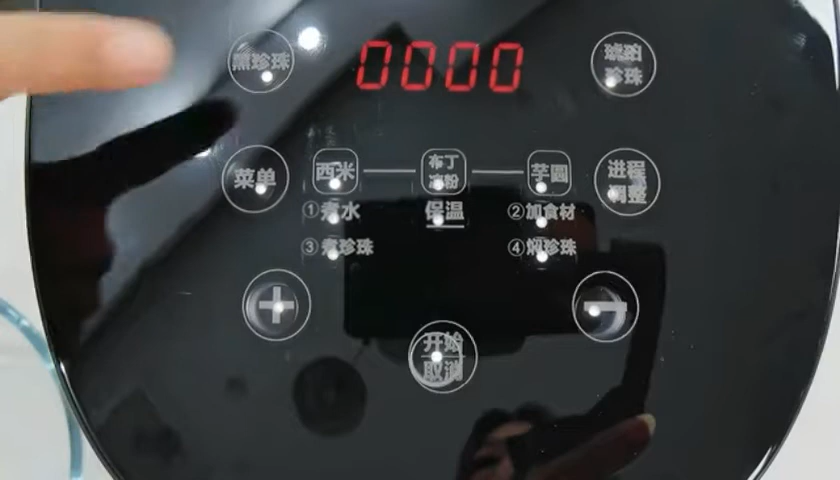 黑珍珠
0000
琥珀
珍珠
菜单
西米
布丁
凉粉
芋圆
进程
调整
①煮水
保温
②加食材
③煮珍珠
④焖珍珠
+
-
开始
取消